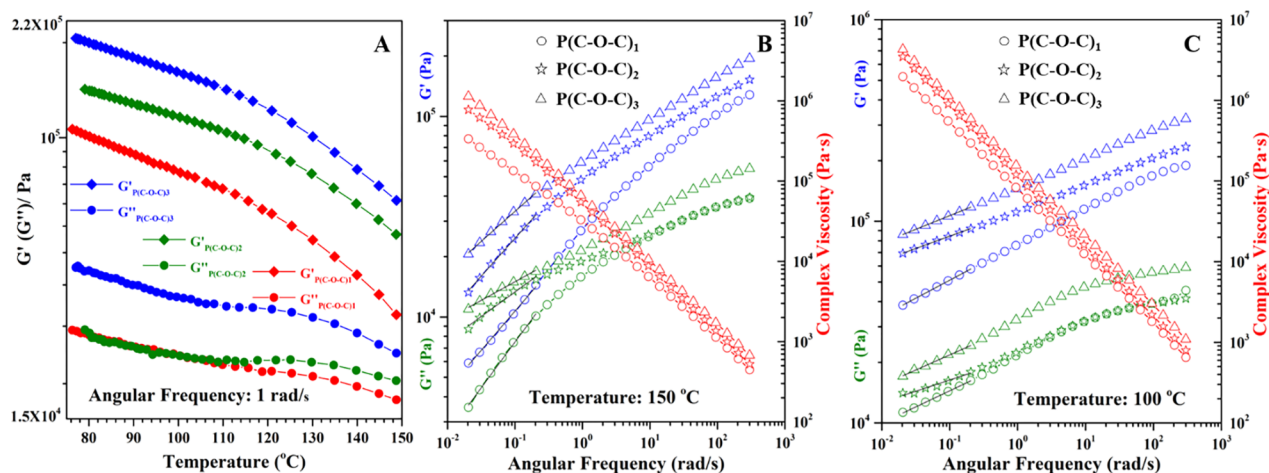 A
2.2X10⁵
10⁵
1.5X10⁴
G' (G'')/ Pa
G'P(C-O-C)3
G''P(C-O-C)3
G'P(C-O-C)2
G''P(C-O-C)2
G'P(C-O-C)1
G''P(C-O-C)1
Angular Frequency: 1 rad/s
80 90 100 110 120 130 140 150
Temperature (°C)
B
P(C-O-C)₁
P(C-O-C)₂
P(C-O-C)₃
G' (Pa)
G'' (Pa)
10⁵
10⁴
10⁷
10⁶
10⁵
10⁴
10³
10²
Complex Viscosity (Pa·s)
Temperature: 150 °C
10⁻² 10⁻¹ 10⁰ 10¹ 10² 10³
Angular Frequency (rad/s)
C
P(C-O-C)₁
P(C-O-C)₂
P(C-O-C)₃
G' (Pa)
G'' (Pa)
10⁶
10⁵
10⁴
10⁷
10⁶
10⁵
10⁴
10³
10²
Complex Viscosity (Pa·s)
Temperature: 100 °C
10⁻² 10⁻¹ 10⁰ 10¹ 10² 10³
Angular Frequency (rad/s)